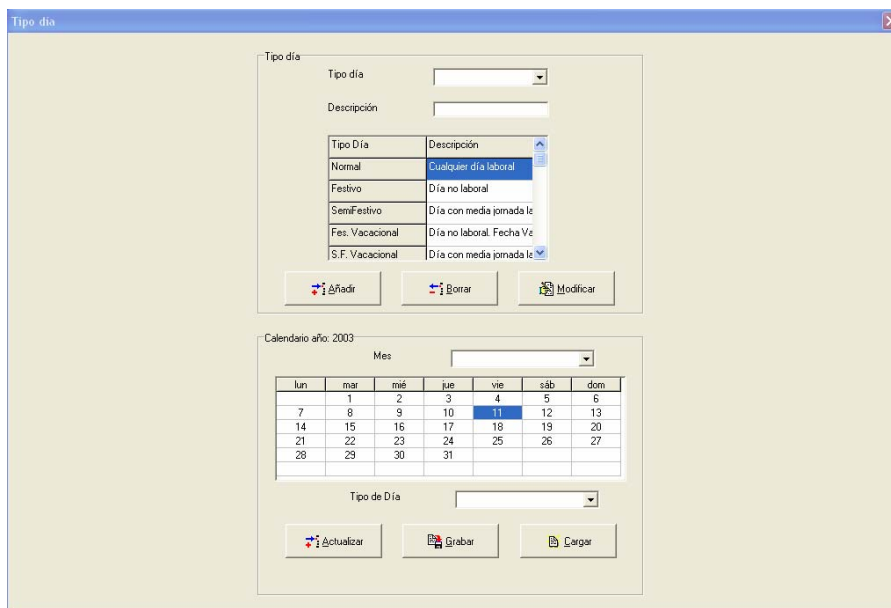 Tipo día
Tipo día
Tipo día
Descripción
Tipo Día Descripción
Normal Cualquier día laboral
Festivo Día no laboral
SemiFestivo Día con media jornada la
Fes. Vacacional Día no laboral. Fecha Va
S.F. Vacacional Día con media jornada la
Añadir Borrar Modificar
Calendario año: 2003
Mes
lun mar mié jue vie sáb dom
1 2 3 4 5 6
7 8 9 10 11 12 13
14 15 16 17 18 19 20
21 22 23 24 25 26 27
28 29 30 31
Tipo de Día
Actualizar Grabar Cargar